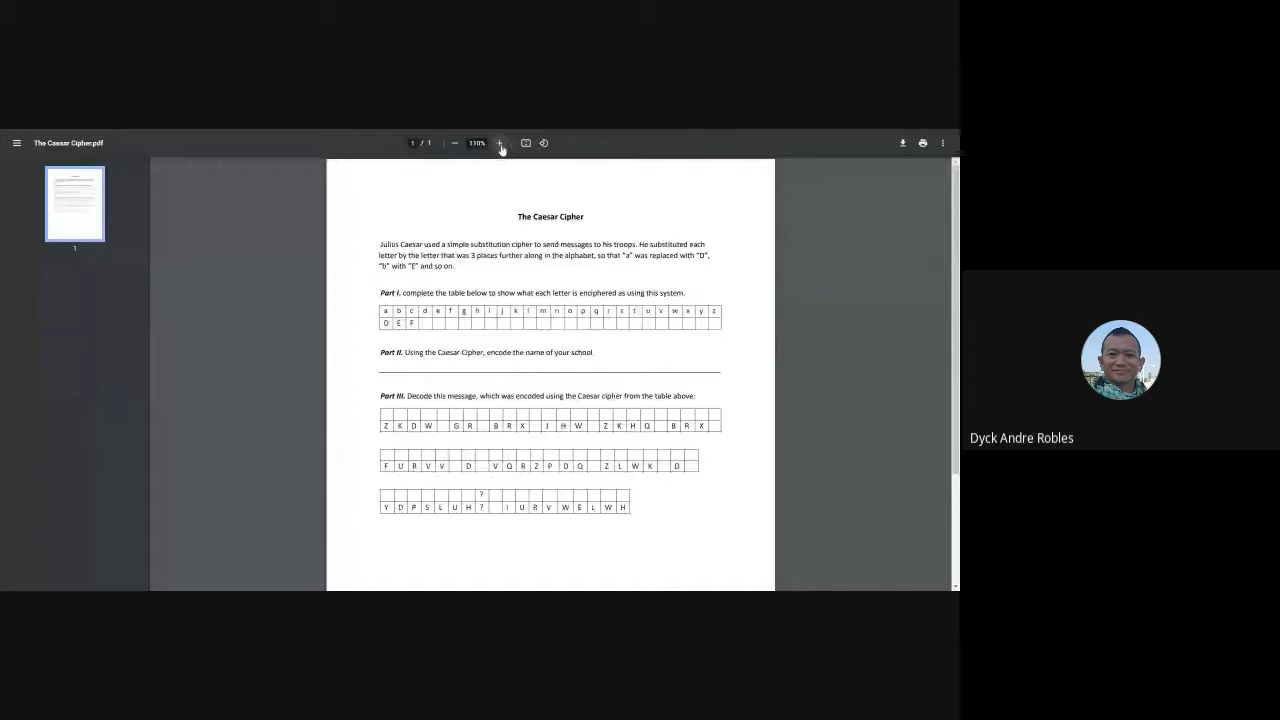 The Caesar Cipher.pdf
1 / 1
110%
1
The Caesar Cipher
Julius Caesar used a simple substitution cipher to send messages to his troops. He substituted each
letter by the letter that was 3 places further along in the alphabet, so that "a" was replaced with "D",
"b" with "E" and so on.
Part I. complete the table below to show what each letter is enciphered as using this system.
a b c d e f g h i j k l m n o p q r s t u v w x y z
D E F
Part II. Using the Caesar Cipher, encode the name of your school.
Part III. Decode this message, which was encoded using the Caesar cipher from the table above:
Z K D W G R B R X J H W Z K H Q B R X
F U R V V D V Q R Z P D Q Z L W K D
?
Y D P S L U H ? I U R V W E L W H
Dyck Andre Robles